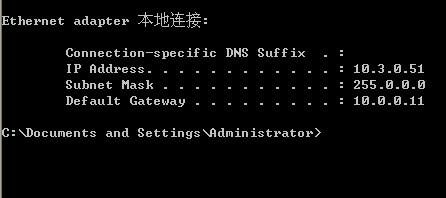 Ethernet adapter 本地连接:
Connection-specific DNS Suffix  . :
IP Address. . . . . . . . . . . . : 10.3.0.51
Subnet Mask . . . . . . . . . . . : 255.0.0.0
Default Gateway . . . . . . . . . : 10.0.0.11
C:\Documents and Settings\Administrator>